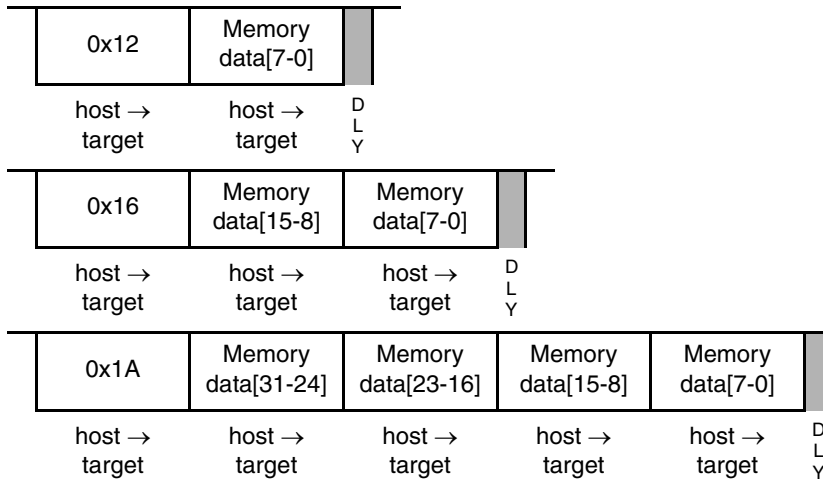 0x12 Memory data[7-0]
host → target host → target D L Y
0x16 Memory data[15-8] Memory data[7-0]
host → target host → target host → target D L Y
0x1A Memory data[31-24] Memory data[23-16] Memory data[15-8] Memory data[7-0]
host → target host → target host → target host → target host → target D L Y